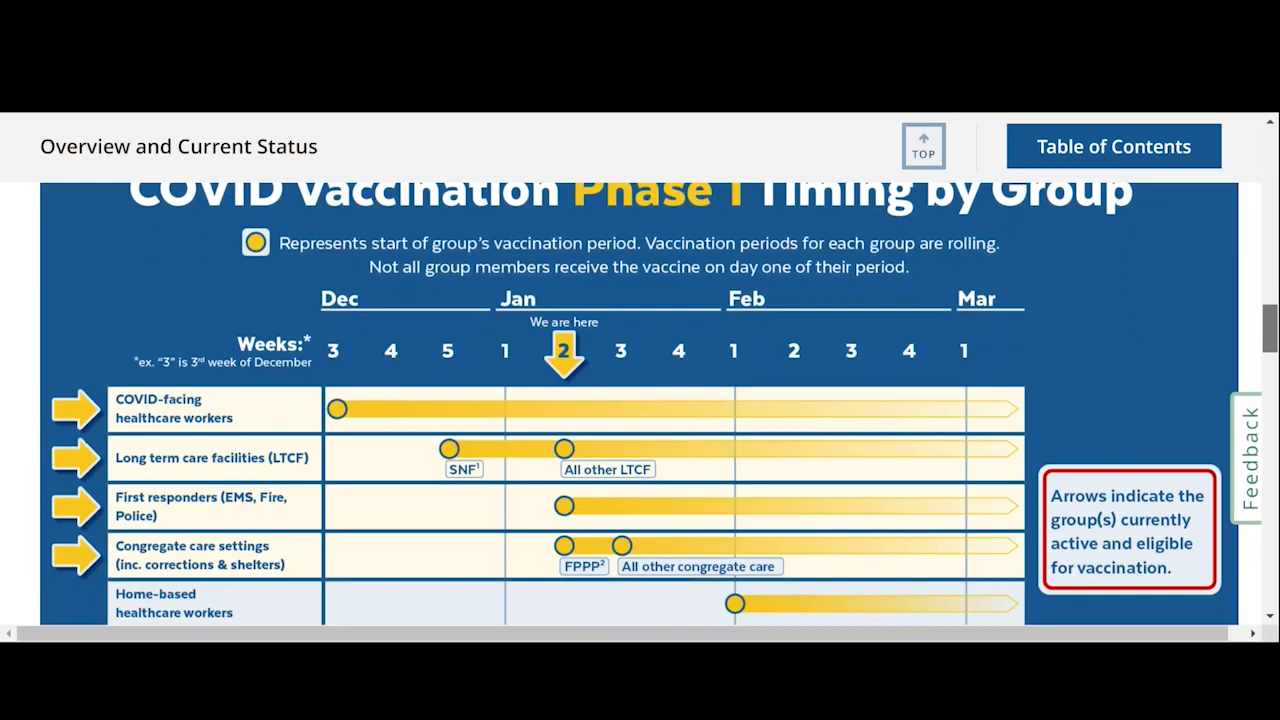 Overview and Current Status
TOP
Table of Contents
COVID Vaccination Phase 1 Timing by Group
Represents start of group's vaccination period. Vaccination periods for each group are rolling.
Not all group members receive the vaccine on day one of their period.
Dec Jan Feb Mar
We are here
Weeks:* 3 4 5 1 2 3 4 1 2 3 4 1
*ex. "3" is 3rd week of December
COVID-facing
healthcare workers
Long term care facilities (LTCF)
SNF¹ All other LTCF
First responders (EMS, Fire,
Police)
Congregate care settings
(inc. corrections & shelters)
FPPP² All other congregate care
Home-based
healthcare workers
Arrows indicate the
group(s) currently
active and eligible
for vaccination.
Feedback